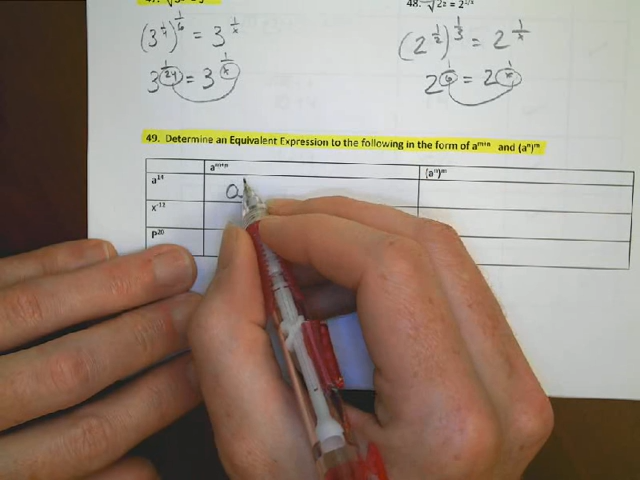 48. 2x = 2^1/2
(3^1/4)^1/6 = 3^1/x
(2^1/2)^1/3 = 2^1/x
3^1/24 = 3^1/x
2^1/6 = 2^1/x
49. Determine an Equivalent Expression to the following in the form of a^m+n and (a^n)^m
a^m+n (a^n)^m
a^14 a
x^-12
p^20